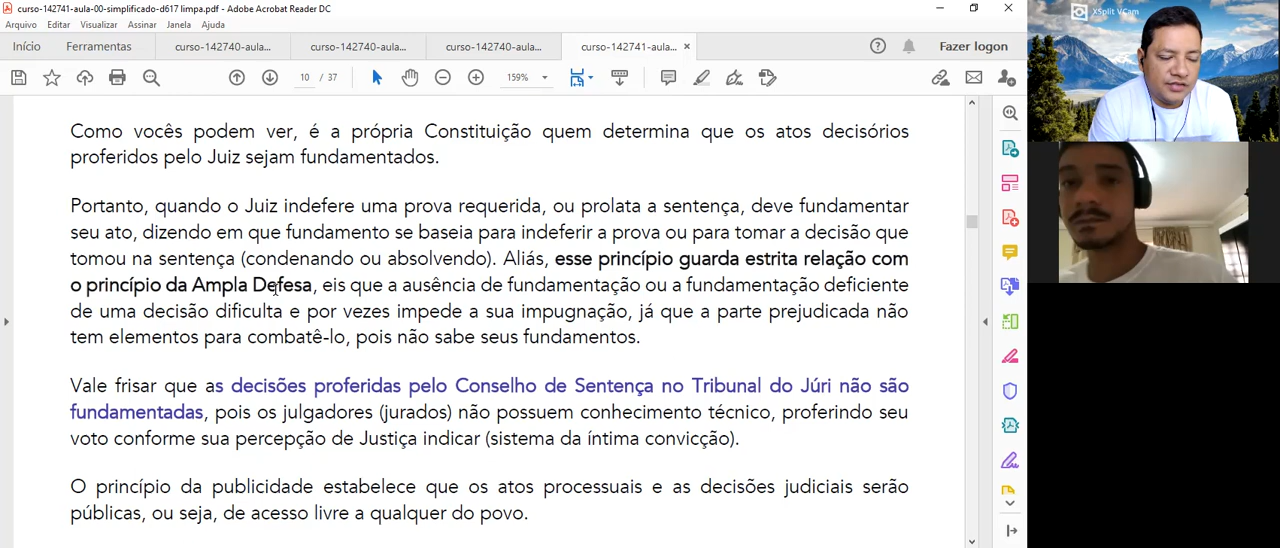 curso-142741-aula-00-simplificado-d617 limpa.pdf - Adobe Acrobat Reader DC
Arquivo Editar Visualizar Assinar Janela Ajuda
Início Ferramentas curso-142740-aula... curso-142740-aula... curso-142740-aula... curso-142741-aula... × Fazer logon
10 / 37 159%
XSplit VCam
Como vocês podem ver, é a própria Constituição quem determina que os atos decisórios
proferidos pelo Juiz sejam fundamentados.
Portanto, quando o Juiz indefere uma prova requerida, ou prolata a sentença, deve fundamentar
seu ato, dizendo em que fundamento se baseia para indeferir a prova ou para tomar a decisão que
tomou na sentença (condenando ou absolvendo). Aliás, esse princípio guarda estrita relação com
o princípio da Ampla Defesa, eis que a ausência de fundamentação ou a fundamentação deficiente
de uma decisão dificulta e por vezes impede a sua impugnação, já que a parte prejudicada não
tem elementos para combatê-lo, pois não sabe seus fundamentos.
Vale frisar que as decisões proferidas pelo Conselho de Sentença no Tribunal do Júri não são
fundamentadas, pois os julgadores (jurados) não possuem conhecimento técnico, proferindo seu
voto conforme sua percepção de Justiça indicar (sistema da íntima convicção).
O princípio da publicidade estabelece que os atos processuais e as decisões judiciais serão
públicas, ou seja, de acesso livre a qualquer do povo.